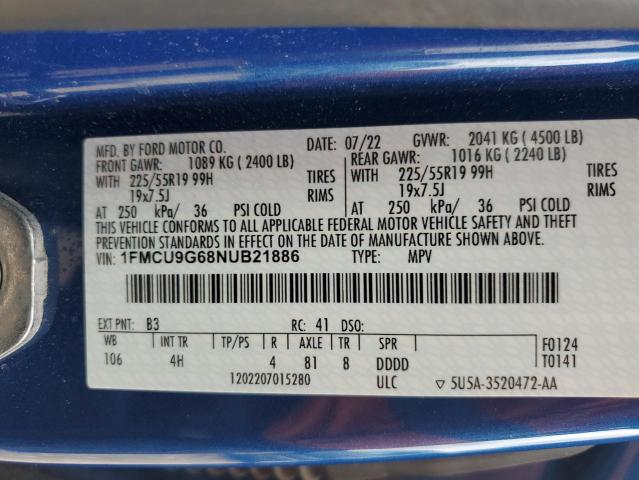 MFD. BY FORD MOTOR CO. DATE: 07/22 GVWR: 2041 KG ( 4500 LB)
FRONT GAWR: 1089 KG ( 2400 LB) REAR GAWR: 1016 KG ( 2240 LB)
WITH 225/55R19 99H TIRES WITH 225/55R19 99H TIRES
19x7.5J RIMS 19x7.5J RIMS
AT 250 kPa/ 36 PSI COLD AT 250 kPa/ 36 PSI COLD
THIS VEHICLE CONFORMS TO ALL APPLICABLE FEDERAL MOTOR VEHICLE SAFETY AND THEFT
PREVENTION STANDARDS IN EFFECT ON THE DATE OF MANUFACTURE SHOWN ABOVE.
VIN: 1FMCU9G68NUB21886 TYPE: MPV
EXT PNT: B3 RC: 41 DSO:
WB INT TR TP/PS R AXLE TR SPR F0124
106 4H 4 81 8 DDDD T0141
1202207015280 ULC ▽ 5U5A-3520472-AA